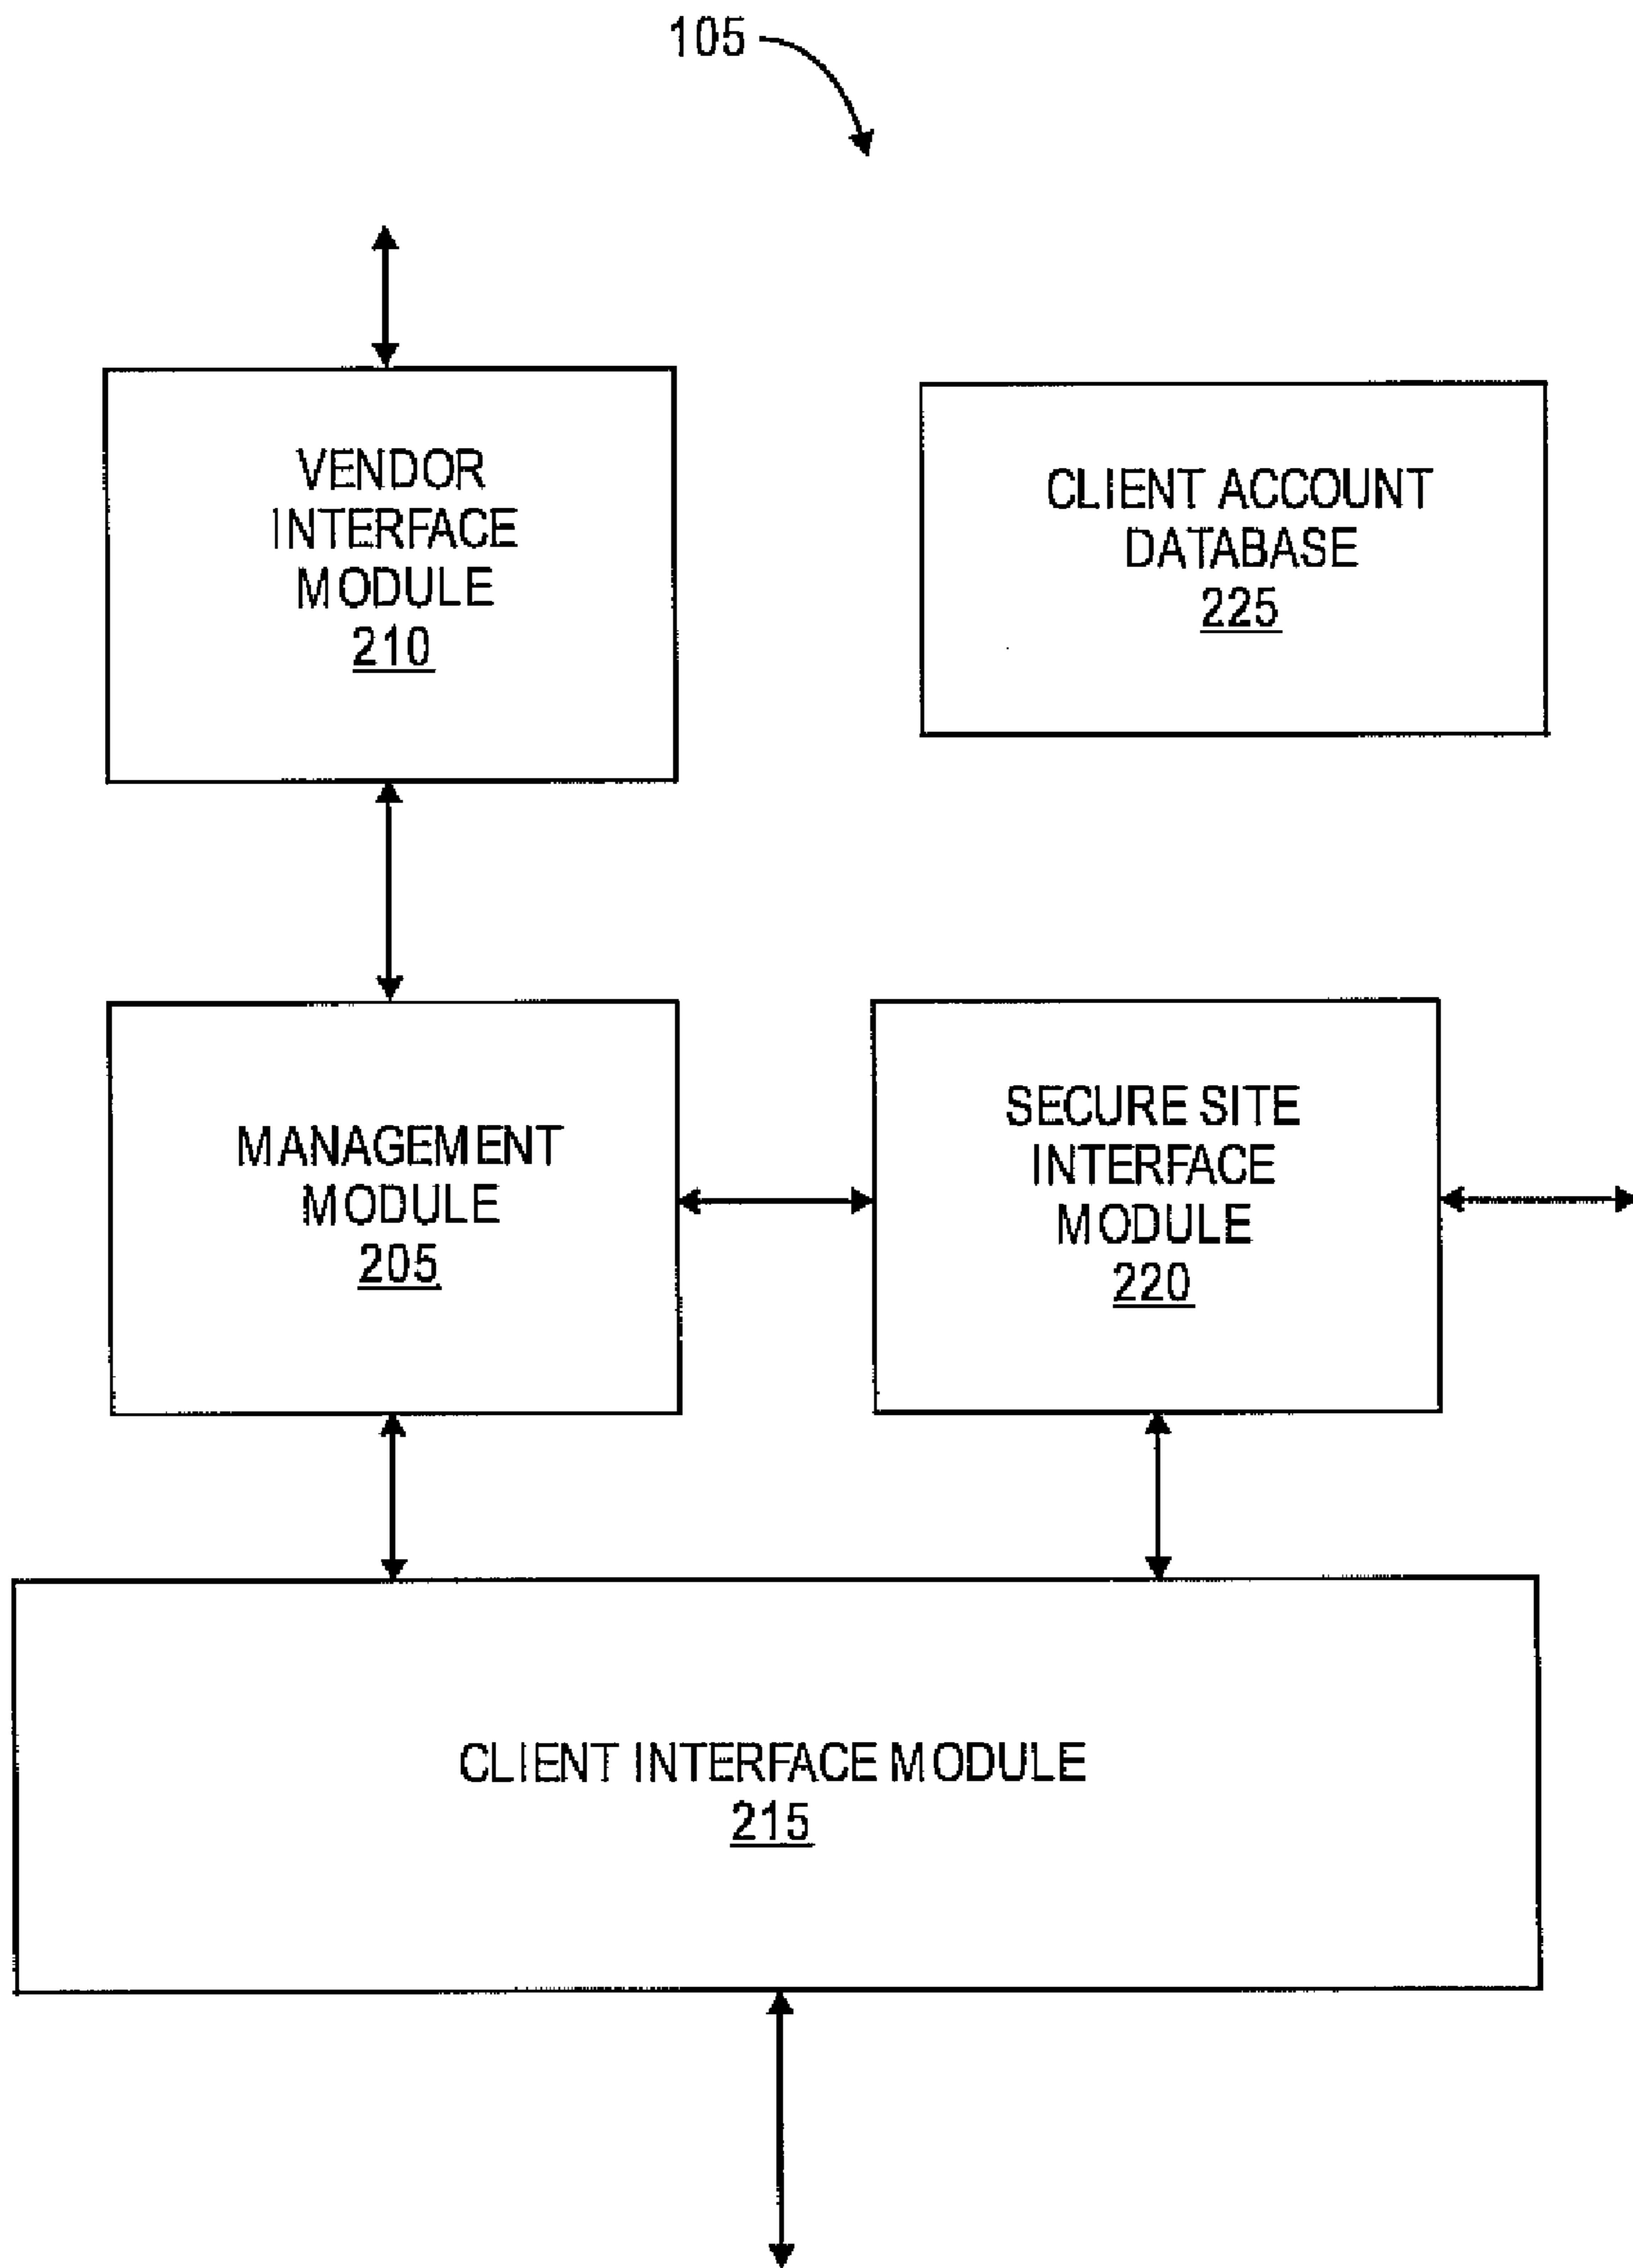 105
VENDOR
INTERFACE
MODULE
210
CLIENT ACCOUNT
DATABASE
225
MANAGEMENT
MODULE
205
SECURE SITE
INTERFACE
MODULE
220
CLIENT INTERFACE MODULE
215